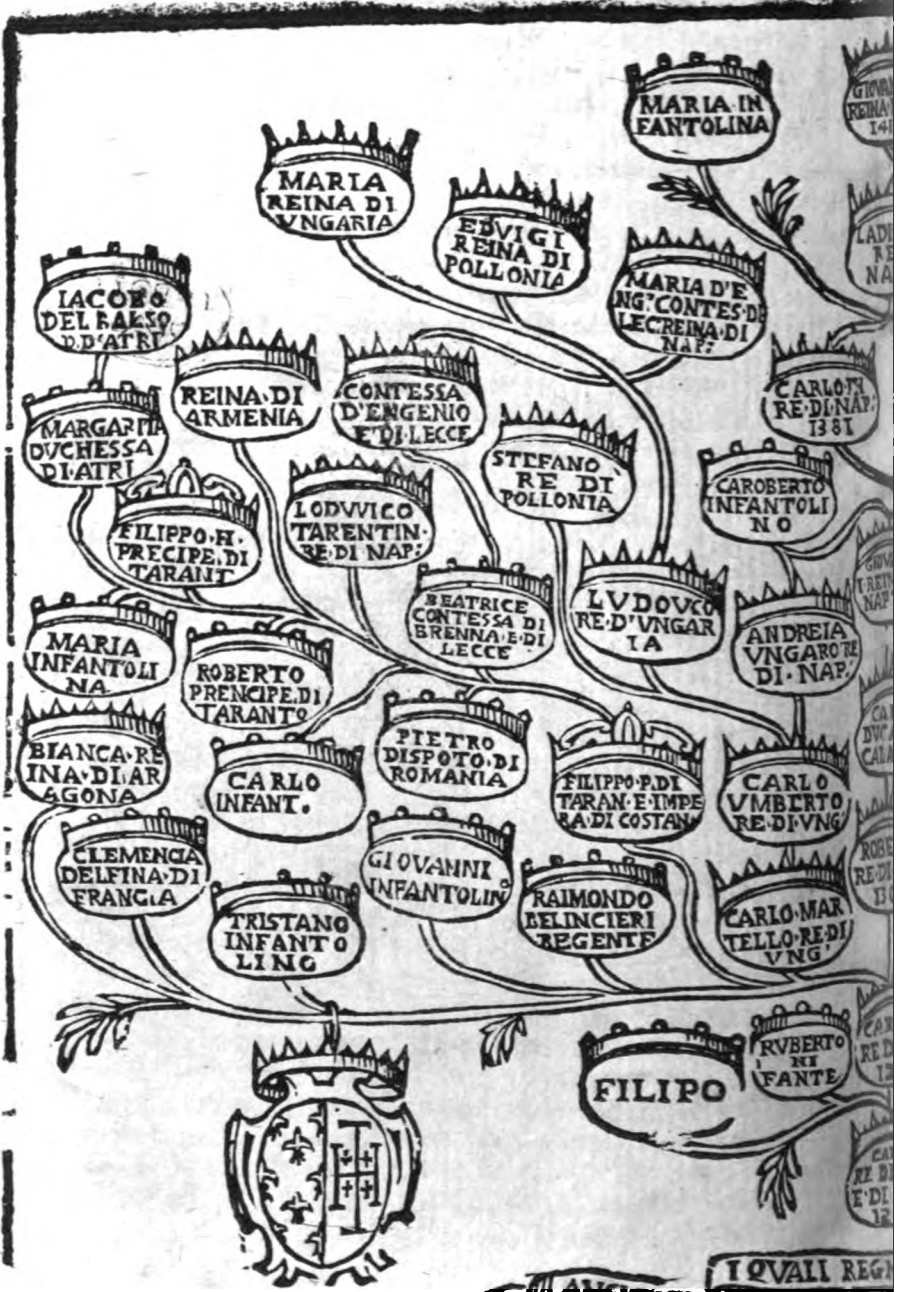 MARIA IN
FANTOLINA
MARIA
REINA DI
VNGARIA
EDVIGI
REINA DI
POLLONIA
MARIA D'E
NG. CONTES DE
LEC REINA DI
NAP:
IACOBO
DEL BALSO
D. D'ATRI
REINA·DI
ARMENIA
CONTESSA
D'ENGENIO
E DI LECCE
CARLO
RE·DI·NAP:
1381
MARGARITA
DVCHESSA
DI·ATRI
STEFANO
RE DI
POLLONIA
CAROBERTO
INFANTOLI
NO
FILIPPO·II·
PRECIPE·DI
TARANT
LODVVICO
TARENTIN·
RE·DI NAP:
BEATRICE
CONTESSA DI
BRENNA·E·DI
LECCE
LVDOVICO
RE·D'VNGAR
IA
ANDREIA
VNGARO RE
DI·NAP:
MARIA
INFANTOLI
NA
ROBERTO
PRENCIPE·DI
TARANTO
BIANCA·RE
INA·DI·AR
AGONA
CARLO
INFANT.
PIETRO
DISPOTO·DI
ROMANIA
FILIPPO·P·DI
TARAN·E·IMPE
RA·DI COSTAN
CARLO
VMBERTO
RE·DI·VNG:
CLEMENCIA
DELFINA·DI
FRANCIA
GIOVANNI
INFANTOLIN
TRISTANO
INFANTO
LINO
RAIMONDO
BELINCIERI
REGENTE
CARLO·MAR
TELLO·RE·DI
VNG
FILIPO
RVBERTO
NI
FANTE
I QVALI REGN